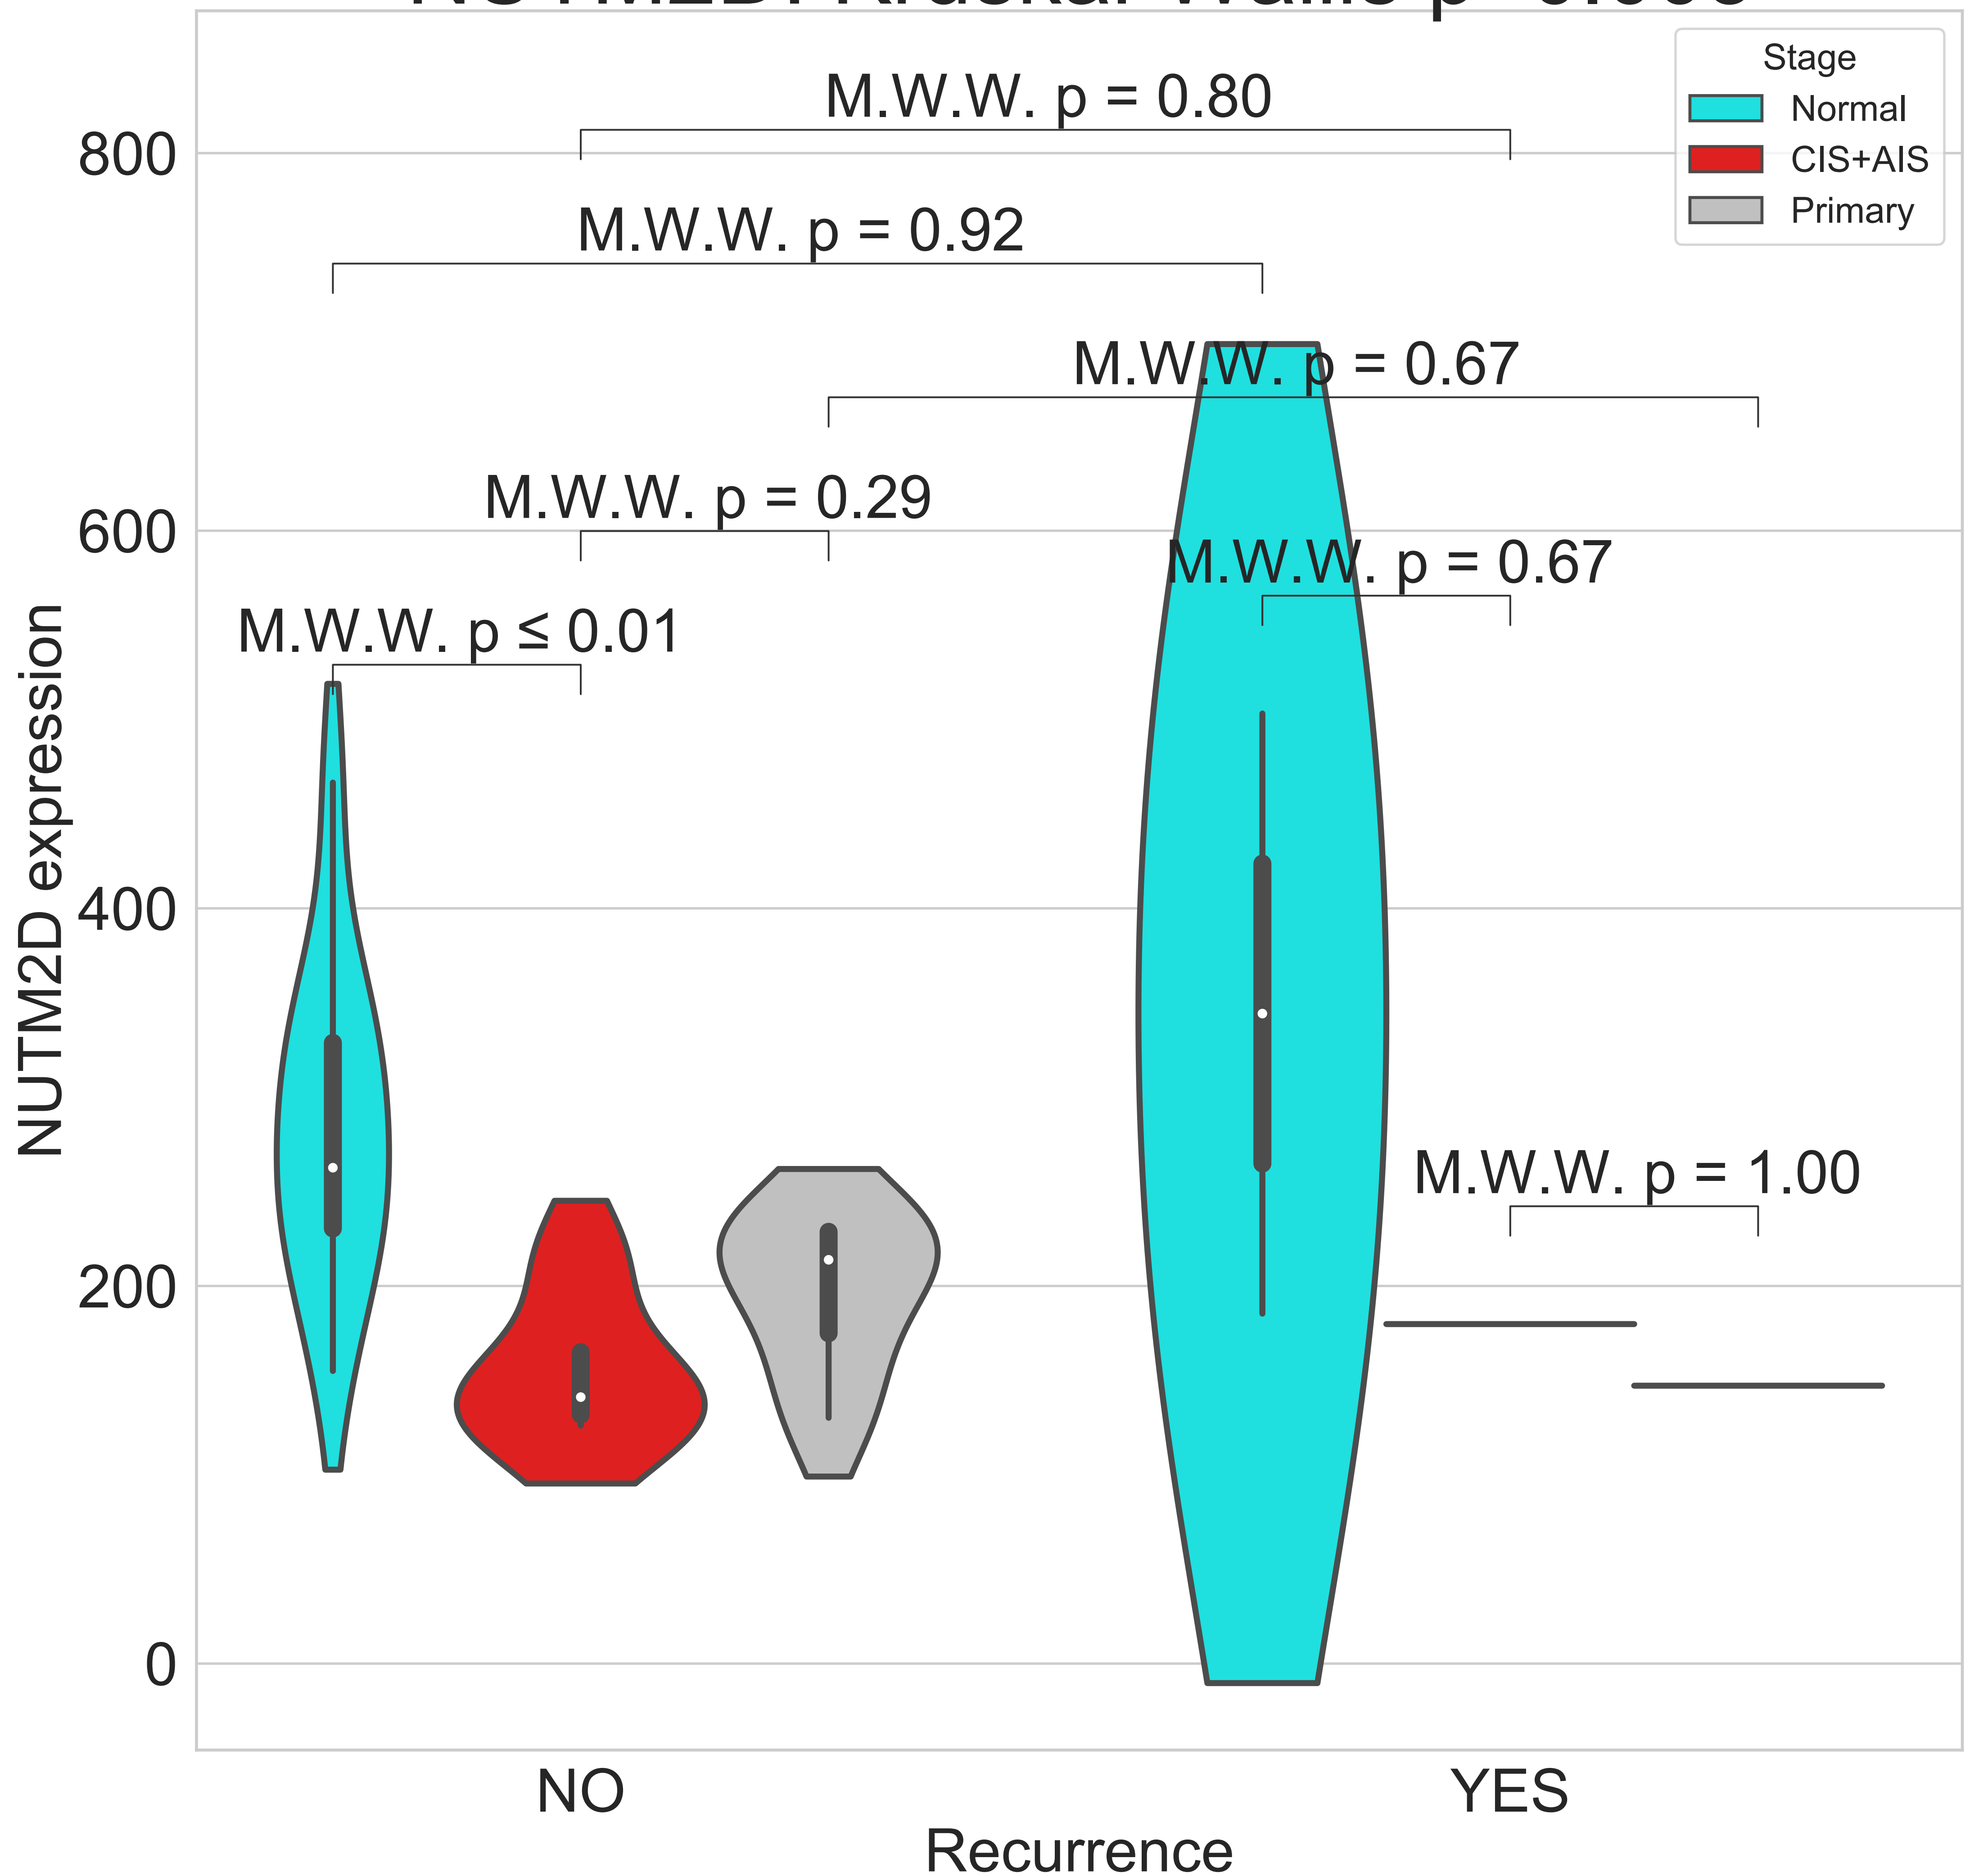 Stage
Normal
CIS+AIS
Primary
M.W.W. p = 0.80
M.W.W. p = 0.92
M.W.W. p = 0.67
M.W.W. p = 0.29
M.W.W. p = 0.67
M.W.W. p ≤ 0.01
M.W.W. p = 1.00
800
600
400
200
0
NUTM2D expression
NO
YES
Recurrence